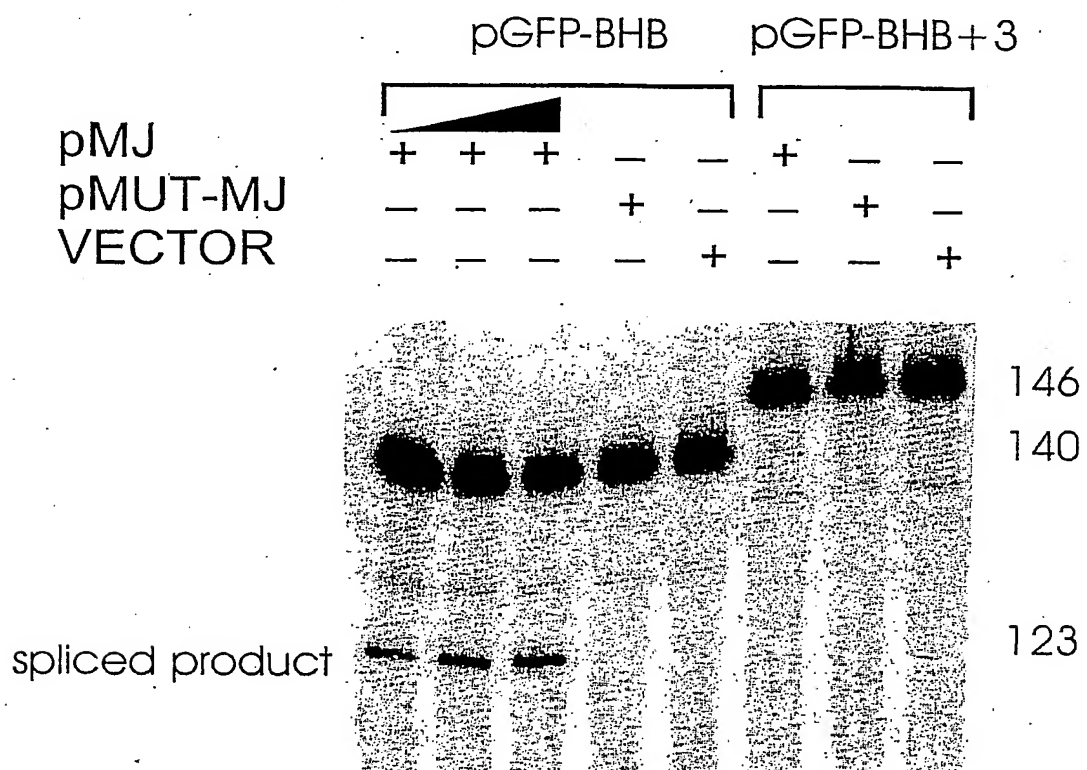 pGFP-BHB pGFP-BHB+3
pMJ + + + – – + – –
pMUT-MJ – – – + – – + –
VECTOR – – – – + – – +
146
140
123
spliced product